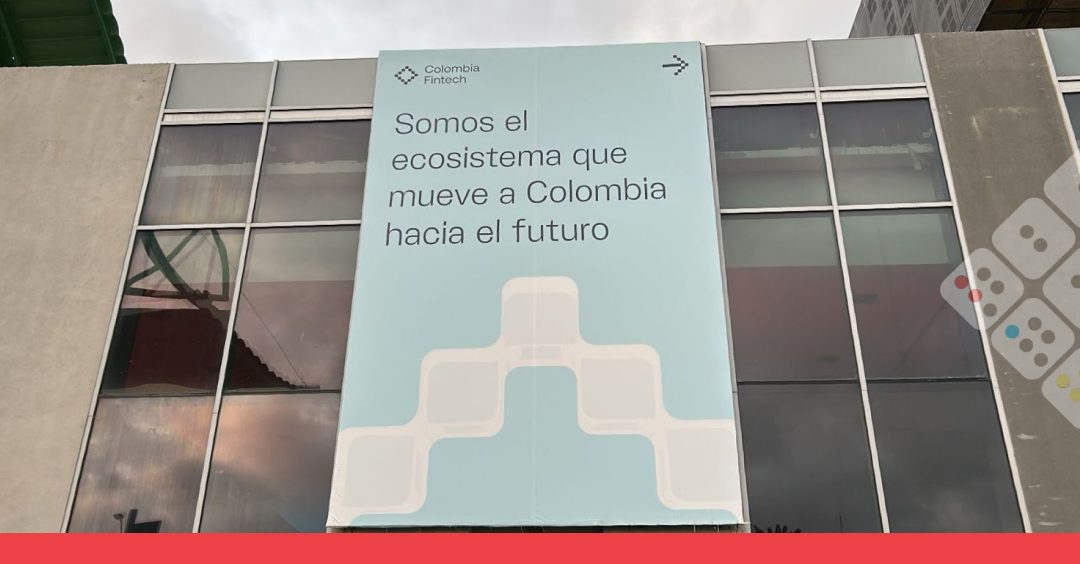 Colombia
Fintech
Somos el
ecosistema que
mueve a Colombia
hacia el futuro